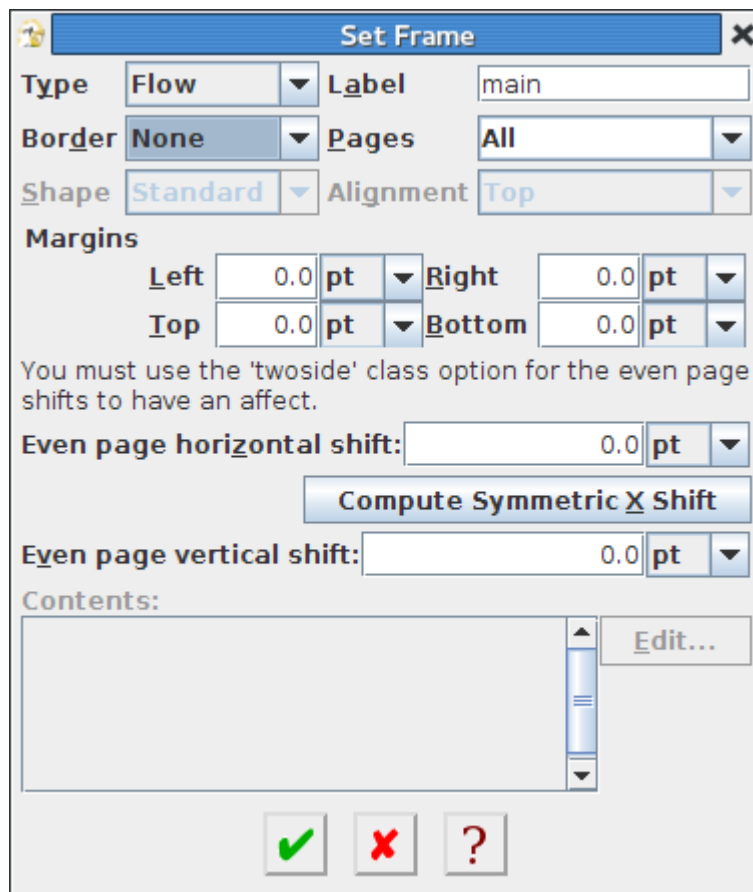 Set Frame
Type Flow Label main
Border None Pages All
Shape Standard Alignment Top
Margins
Left 0.0 pt Right 0.0 pt
Top 0.0 pt Bottom 0.0 pt
You must use the 'twoside' class option for the even page
shifts to have an affect.
Even page horizontal shift: 0.0 pt
Compute Symmetric X Shift
Even page vertical shift: 0.0 pt
Contents:
Edit...
?